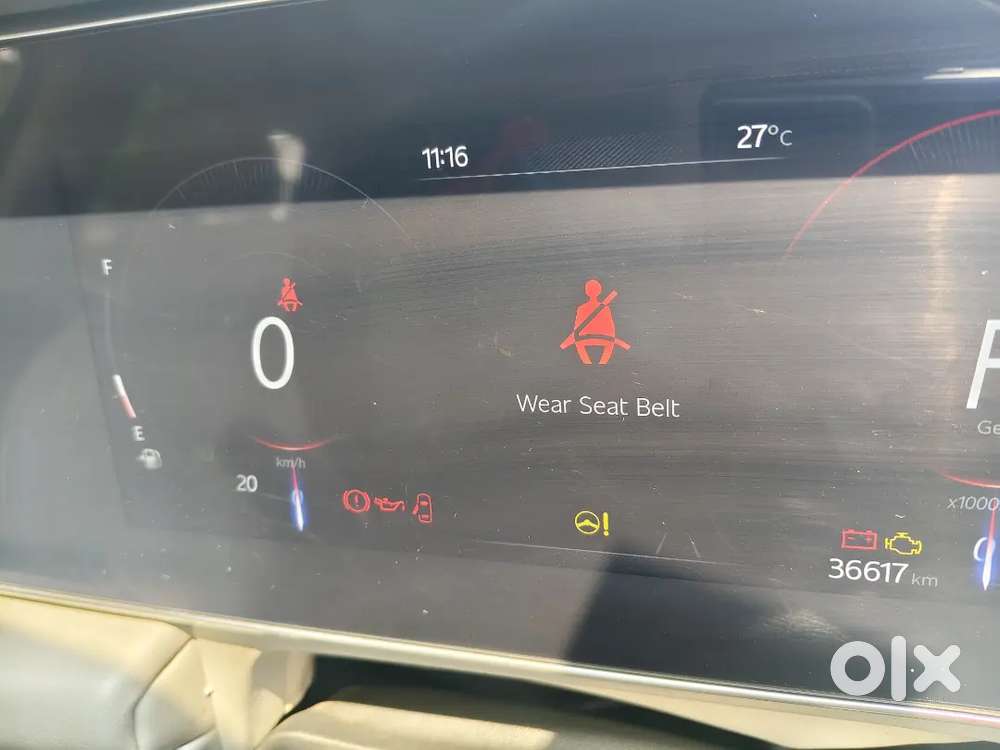 11:16
27°C
F
0
Wear Seat Belt
E
km/h
20
x1000
36617 km
olx